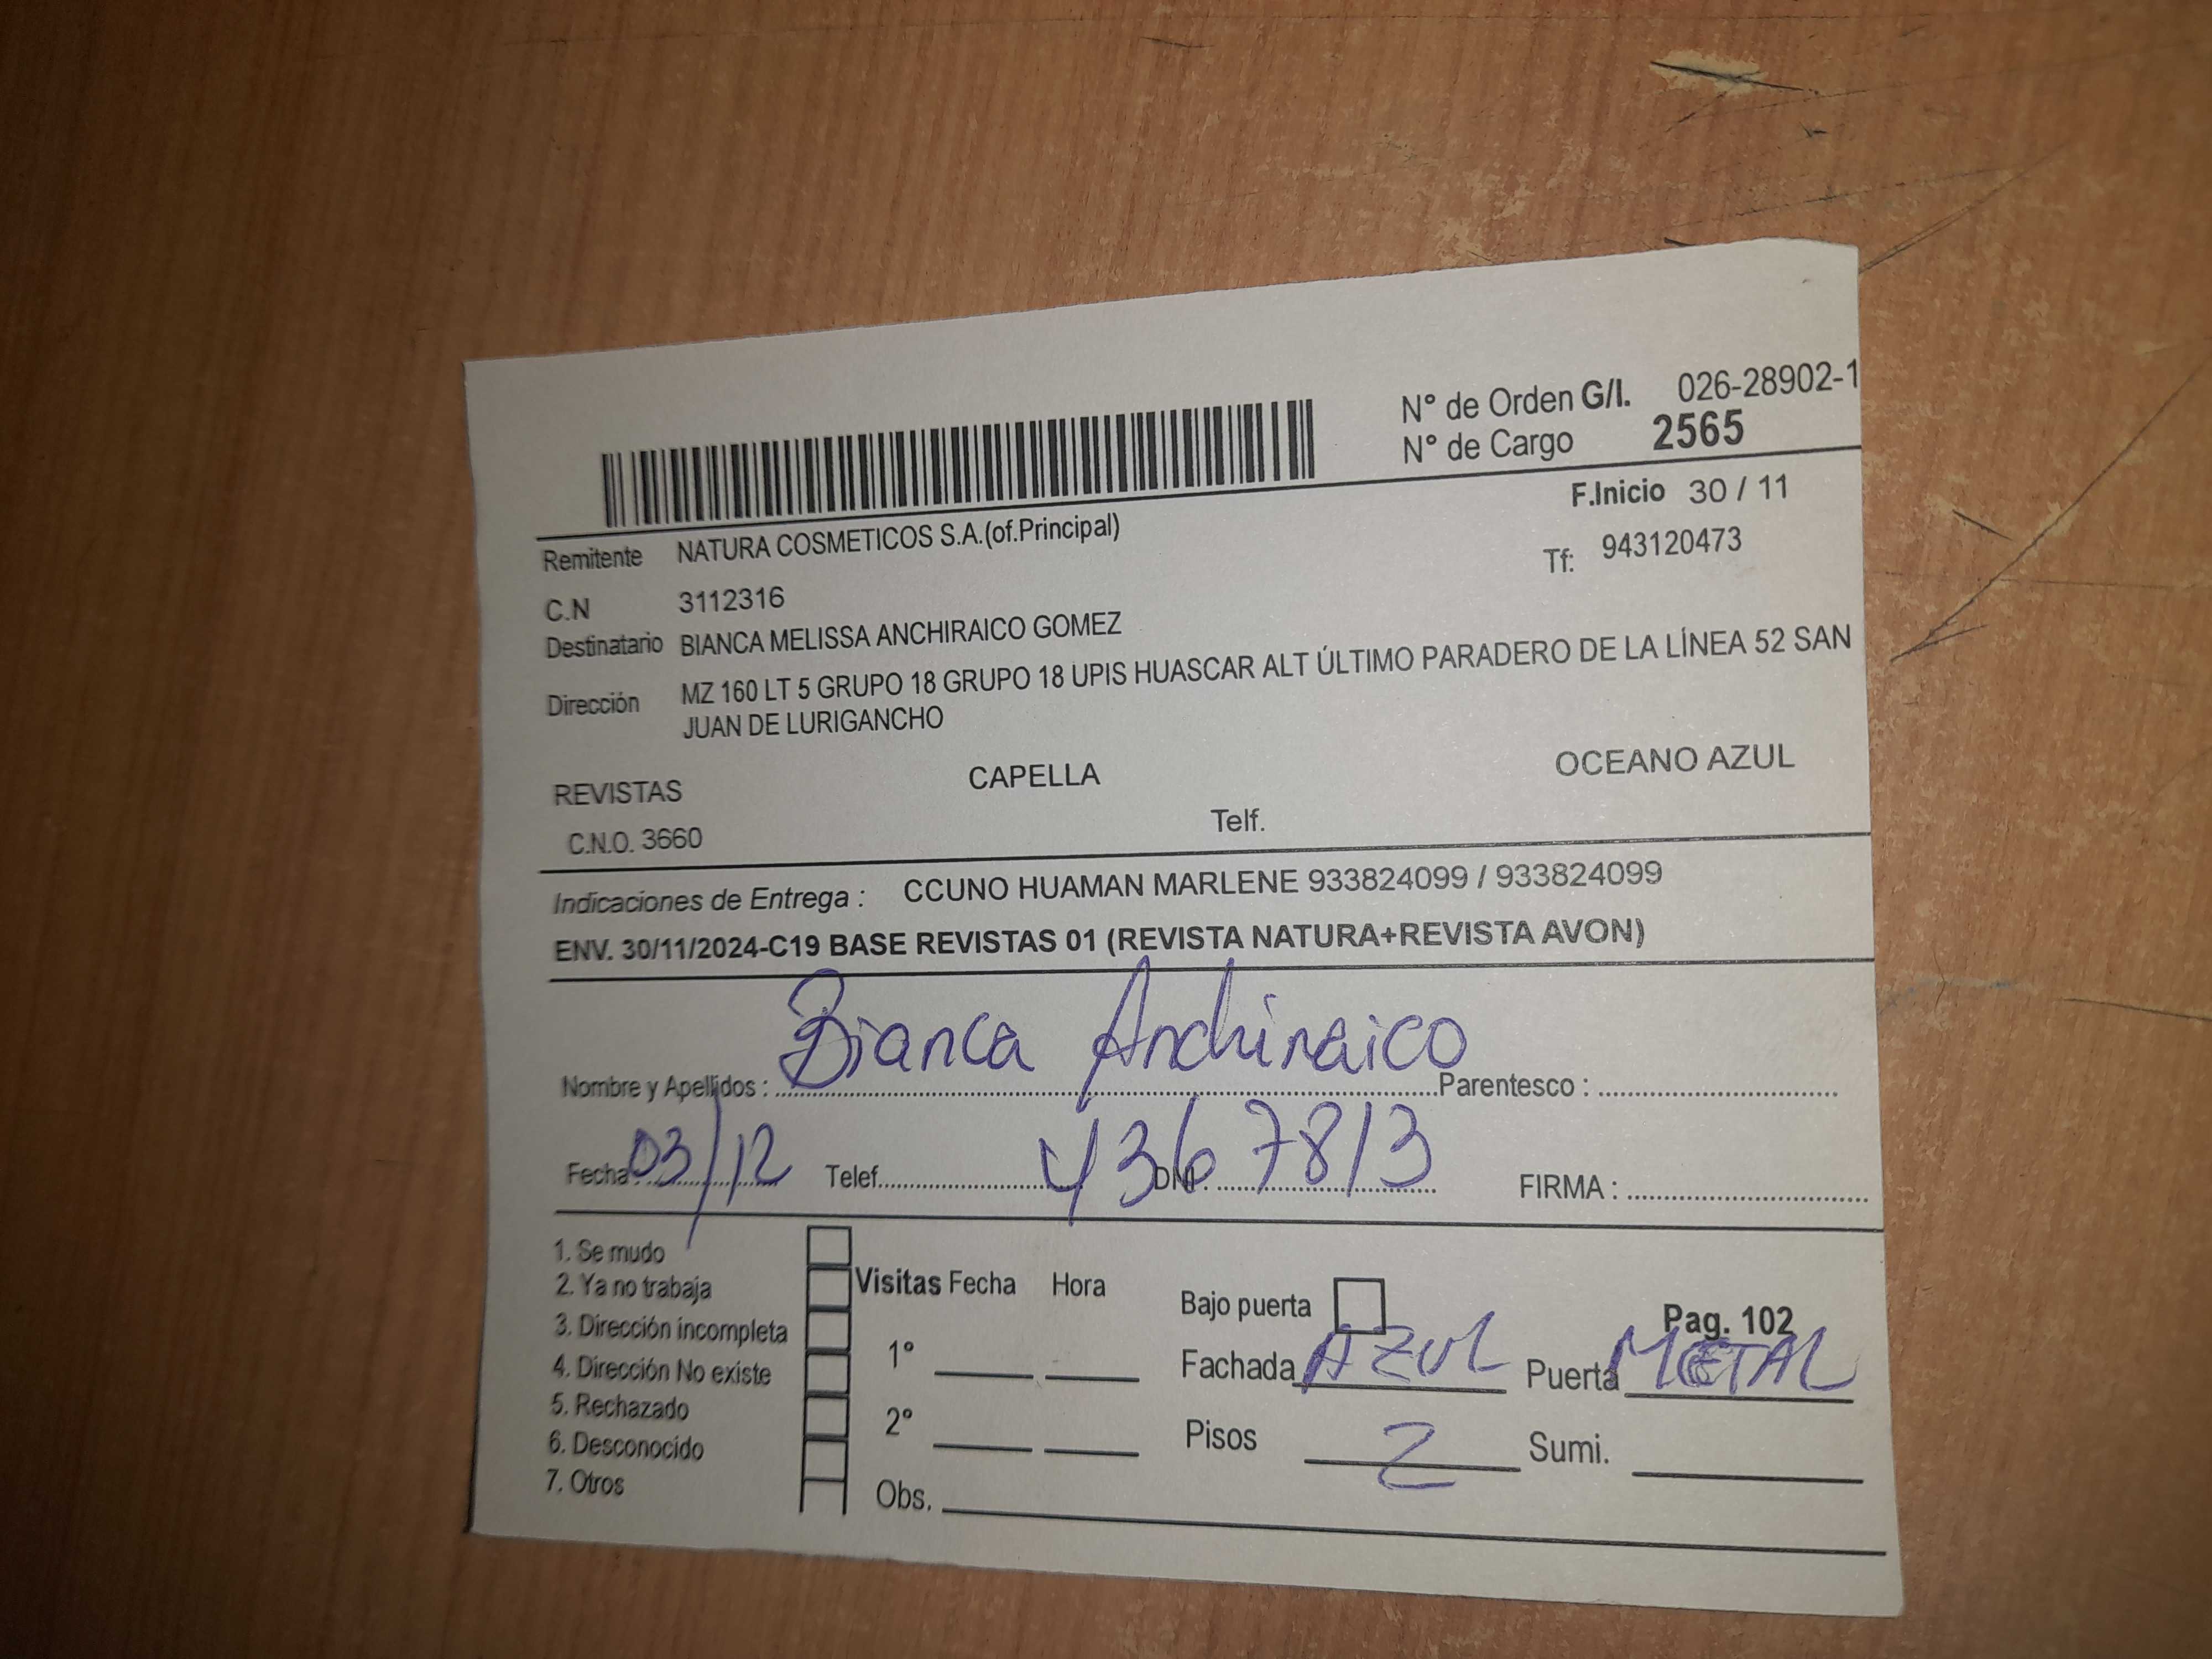 N° de Orden G/I. 026-28902-1
N° de Cargo 2565
F.Inicio 30 / 11
Remitente NATURA COSMETICOS S.A.(of.Principal)
Tf: 943120473
C.N 3112316
Destinatario BIANCA MELISSA ANCHIRAICO GOMEZ
Dirección MZ 160 LT 5 GRUPO 18 GRUPO 18 UPIS HUASCAR ALT ÚLTIMO PARADERO DE LA LÍNEA 52 SAN
JUAN DE LURIGANCHO
REVISTAS CAPELLA OCEANO AZUL
C.N.O. 3660 Telf.
Indicaciones de Entrega : CCUNO HUAMAN MARLENE 933824099 / 933824099
ENV. 30/11/2024-C19 BASE REVISTAS 01 (REVISTA NATURA+REVISTA AVON)
Nombre y Apellidos : Bianca Anchiraico Parentesco :
Fecha : 03/12 Telef. DNI : 4367813 FIRMA :
1. Se mudo
2. Ya no trabaja
3. Dirección incompleta
4. Dirección No existe
5. Rechazado
6. Desconocido
7. Otros
Visitas Fecha Hora
1°
2°
Obs.
Bajo puerta Pag. 102
Fachada AZUL Puerta METAL
Pisos 2 Sumi.